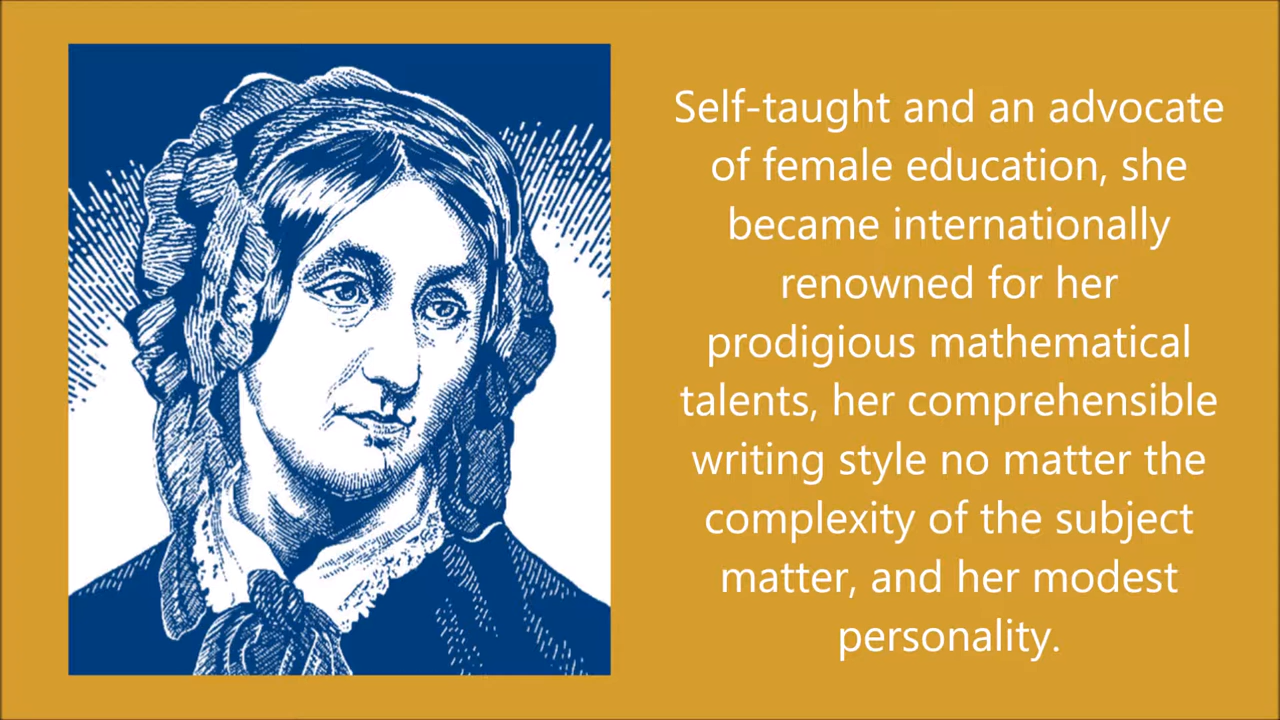 Self-taught and an advocate
of female education, she
became internationally
renowned for her
prodigious mathematical
talents, her comprehensible
writing style no matter the
complexity of the subject
matter, and her modest
personality.